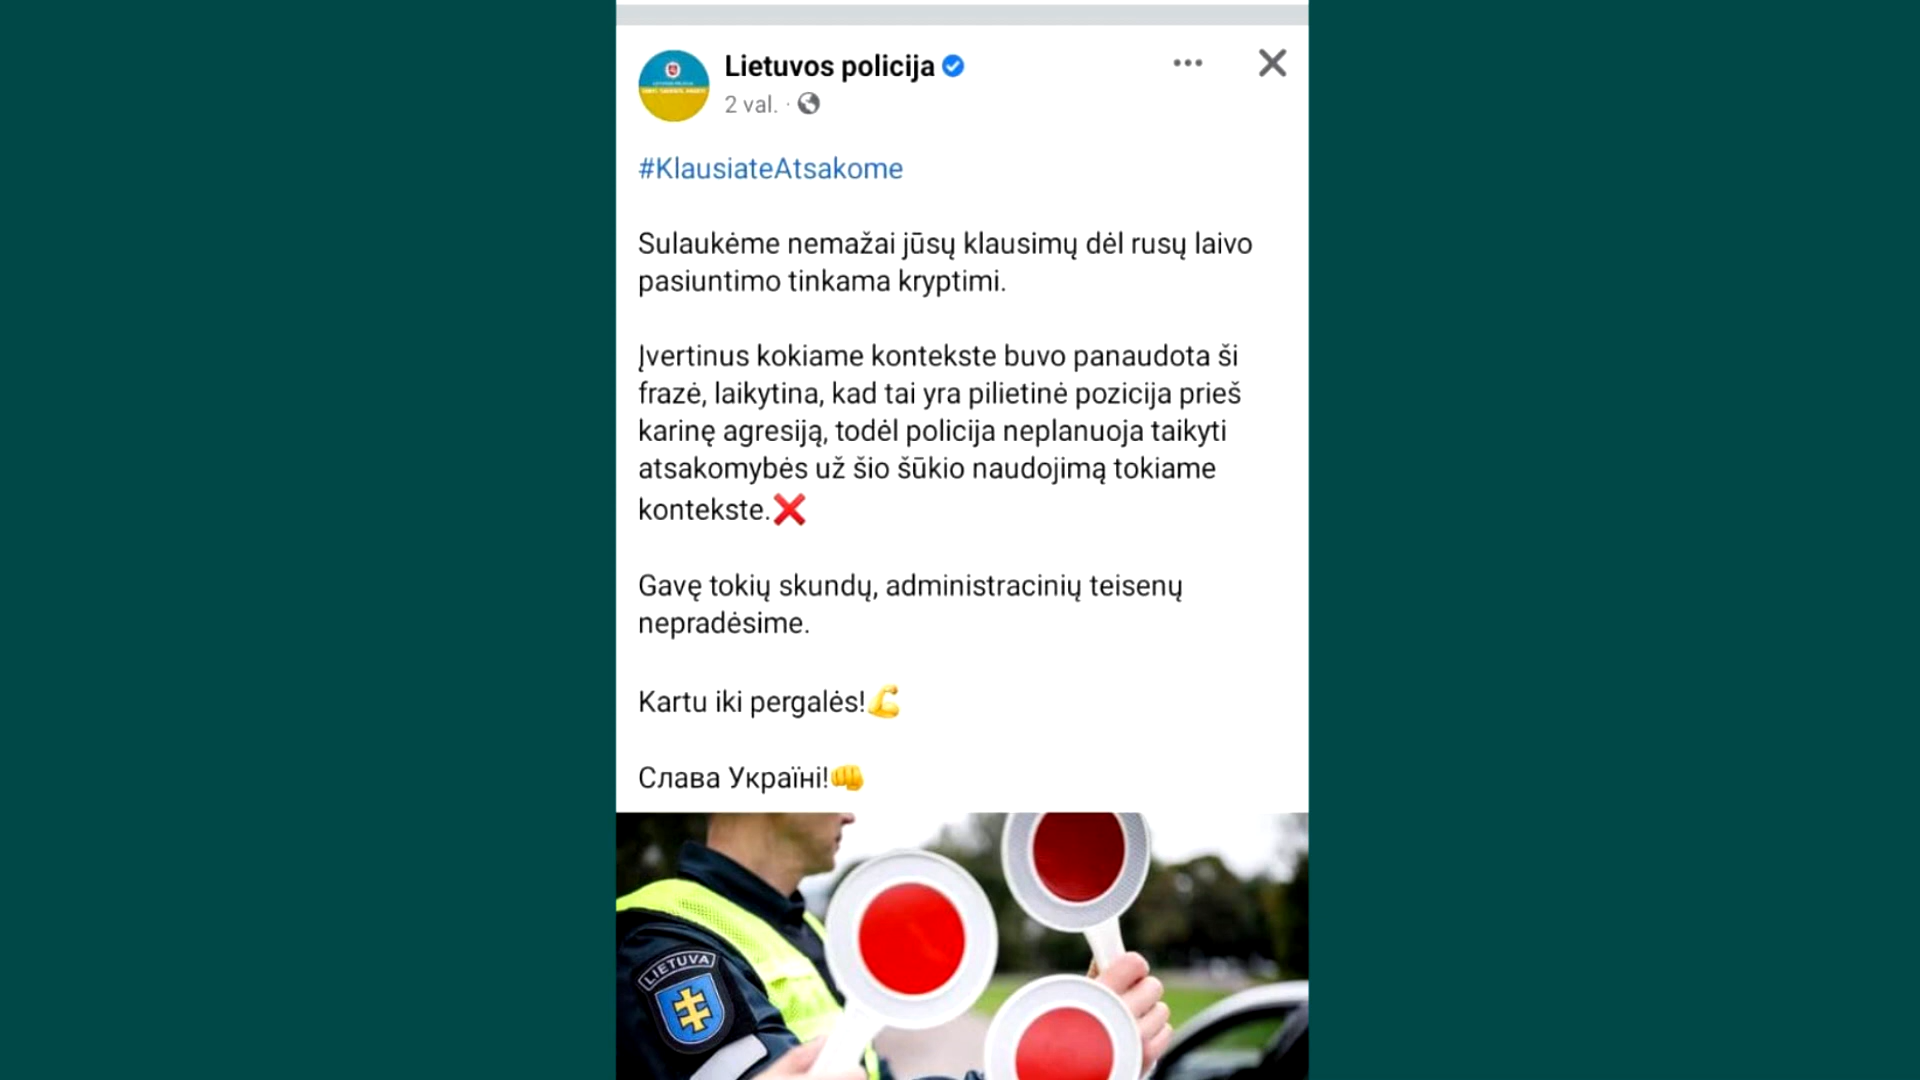 Lietuvos policija
2 val. ·
#KlausiateAtsakome
Sulaukėme nemažai jūsų klausimų dėl rusų laivo
pasiuntimo tinkama kryptimi.
Įvertinus kokiame kontekste buvo panaudota ši
frazė, laikytina, kad tai yra pilietinė pozicija prieš
karinę agresiją, todėl policija neplanuoja taikyti
atsakomybės už šio šūkio naudojimą tokiame
kontekste.❌
Gavę tokių skundų, administracinių teisenų
nepradėsime.
Kartu iki pergalės!💪
Слава Україні!👊
LIETUVA